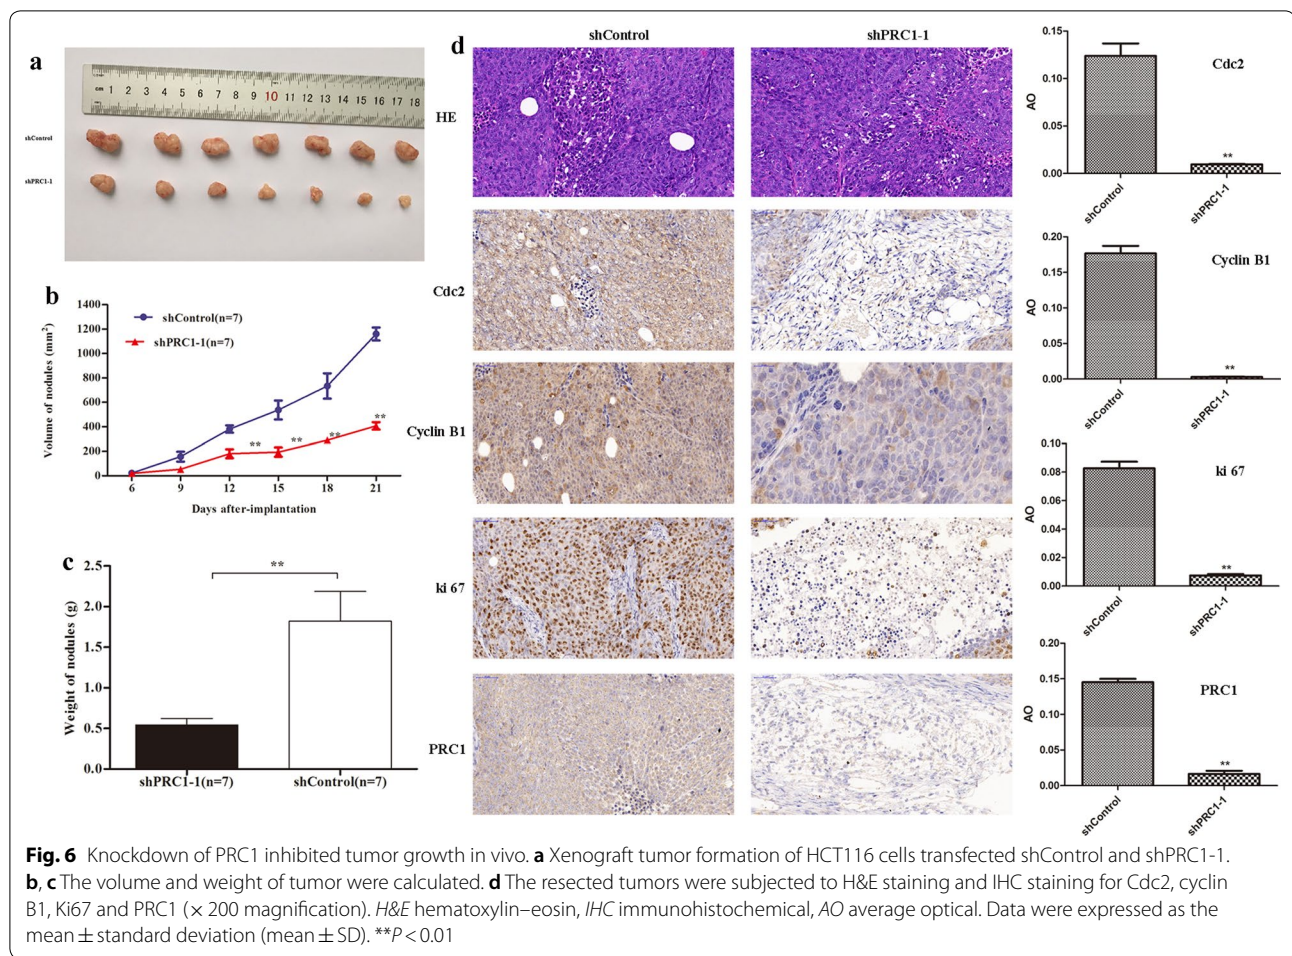 a
cm 1 2 3 4 5 6 7 8 9 10 11 12 13 14 15 16 17 18
shControl
shPRC1-1
b
1400
1200
1000
800
600
400
200
0
Volume of nodules (mm²)
shControl(n=7)
shPRC1-1(n=7)
**
**
**
**
6 9 12 15 18 21
Days after-implantation
c
2.5
2.0
1.5
1.0
0.5
0.0
Weight of nodules (g)
**
shPRC1-1(n=7) shControl(n=7)
d
shControl shPRC1-1
HE
Cdc2
Cyclin B1
ki 67
PRC1
Cdc2
AO
0.15
0.10
0.05
0.00
**
shControl
shPRC1-1
Cyclin B1
AO
0.20
0.15
0.10
0.05
0.00
**
shControl
shPRC1-1
ki 67
AO
0.10
0.08
0.06
0.04
0.02
0.00
**
shControl
shPRC1-1
PRC1
AO
0.20
0.15
0.10
0.05
0.00
**
shControl
shPRC1-1
Fig. 6 Knockdown of PRC1 inhibited tumor growth in vivo. a Xenograft tumor formation of HCT116 cells transfected shControl and shPRC1-1.
b, c The volume and weight of tumor were calculated. d The resected tumors were subjected to H&E staining and IHC staining for Cdc2, cyclin
B1, Ki67 and PRC1 (× 200 magnification). H&E hematoxylin–eosin, IHC immunohistochemical, AO average optical. Data were expressed as the
mean ± standard deviation (mean ± SD). **P < 0.01